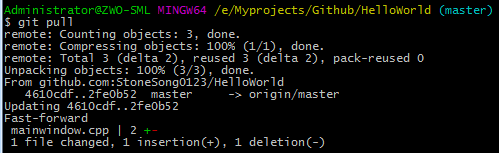 Administrator@ZWO-SML MINGW64 /e/Myprojects/Github/HelloWorld (master)
$ git pull
remote: Counting objects: 3, done.
remote: Compressing objects: 100% (1/1), done.
remote: Total 3 (delta 2), reused 3 (delta 2), pack-reused 0
Unpacking objects: 100% (3/3), done.
From github.com:StoneSong0123/HelloWorld
   4610cdf..2fe0b52  master     -> origin/master
Updating 4610cdf..2fe0b52
Fast-forward
 mainwindow.cpp | 2 +-
 1 file changed, 1 insertion(+), 1 deletion(-)